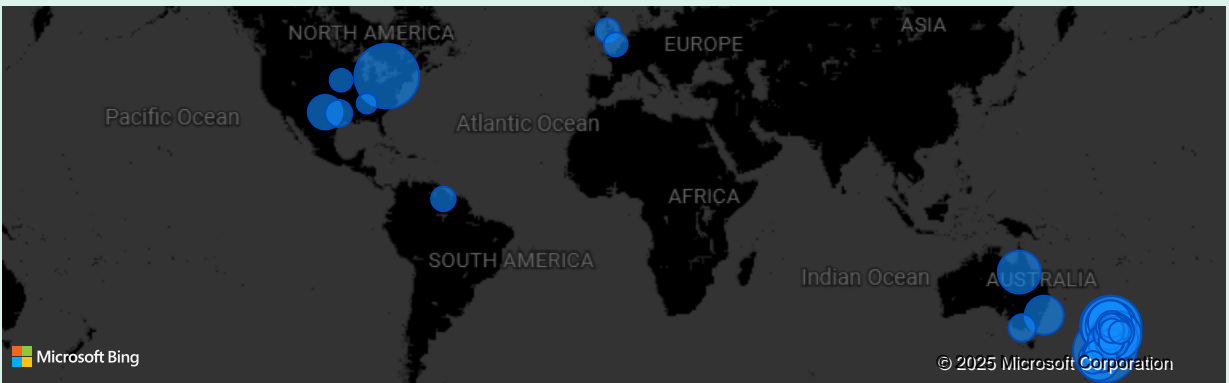 NORTH AMERICA
ASIA
EUROPE
Pacific Ocean
Atlantic Ocean
AFRICA
SOUTH AMERICA
Indian Ocean
AUSTRALIA
Microsoft Bing
© 2025 Microsoft Corporation